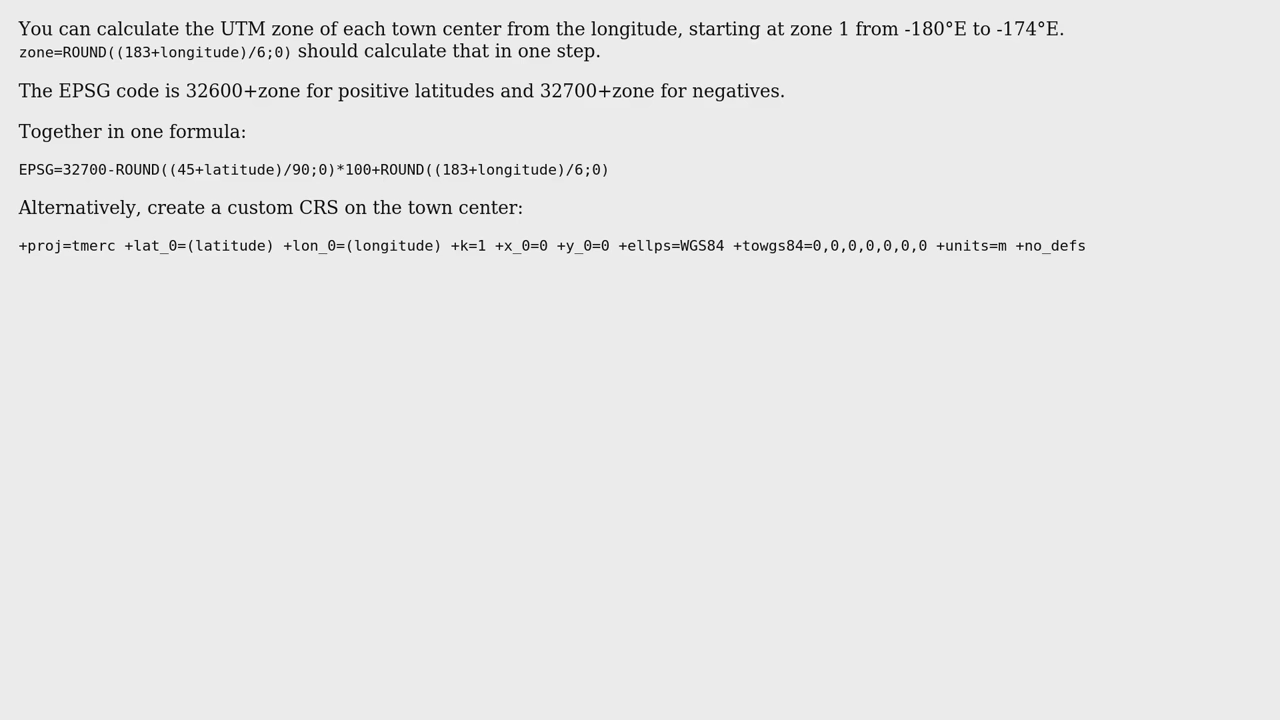 You can calculate the UTM zone of each town center from the longitude, starting at zone 1 from -180°E to -174°E.
zone=ROUND((183+longitude)/6;0) should calculate that in one step.
The EPSG code is 32600+zone for positive latitudes and 32700+zone for negatives.
Together in one formula:
EPSG=32700-ROUND((45+latitude)/90;0)*100+ROUND((183+longitude)/6;0)
Alternatively, create a custom CRS on the town center:
+proj=tmerc +lat_0=(latitude) +lon_0=(longitude) +k=1 +x_0=0 +y_0=0 +ellps=WGS84 +towgs84=0,0,0,0,0,0,0 +units=m +no_defs